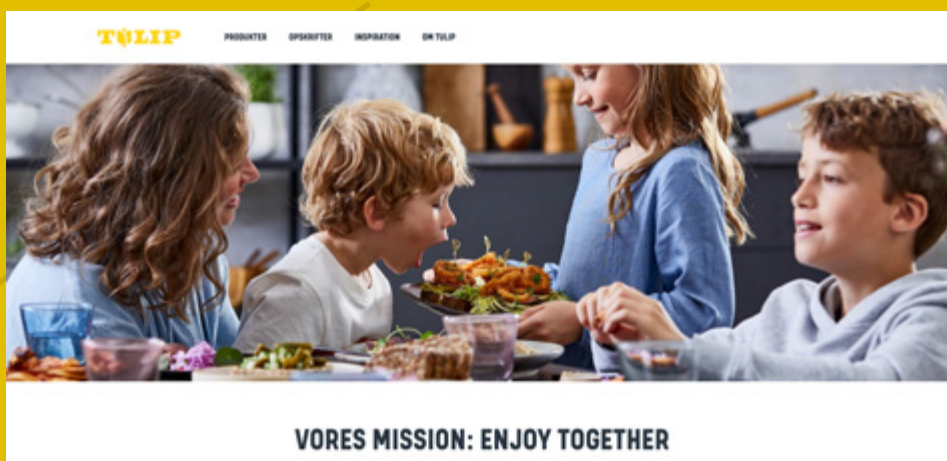 TULIP
PRODUKTER OPSKRIFTER INSPIRATION OM TULIP
VORES MISSION: ENJOY TOGETHER